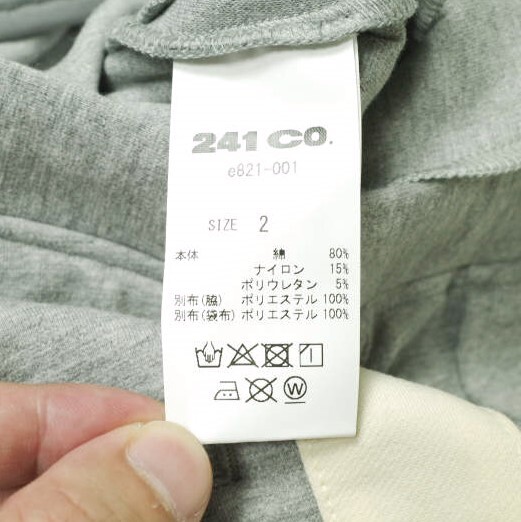 241 CO.
e821-001
SIZE 2
本体 綿 80%
ナイロン 15%
ポリウレタン 5%
別布(脇) ポリエステル 100%
別布(袋布) ポリエステル 100%
W